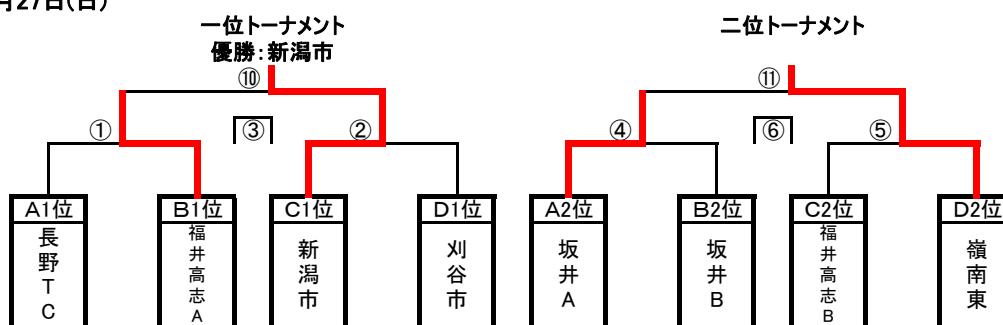 月27日(日)
一位トーナメント
二位トーナメント
優勝:新潟市
⑩
⑪
①
③
②
④
⑥
⑤
A1位
B1位
C1位
D1位
A2位
B2位
C2位
D2位
長野TC
福井高志A
新潟市
刈谷市
坂井A
坂井B
福井高志B
嶺南東